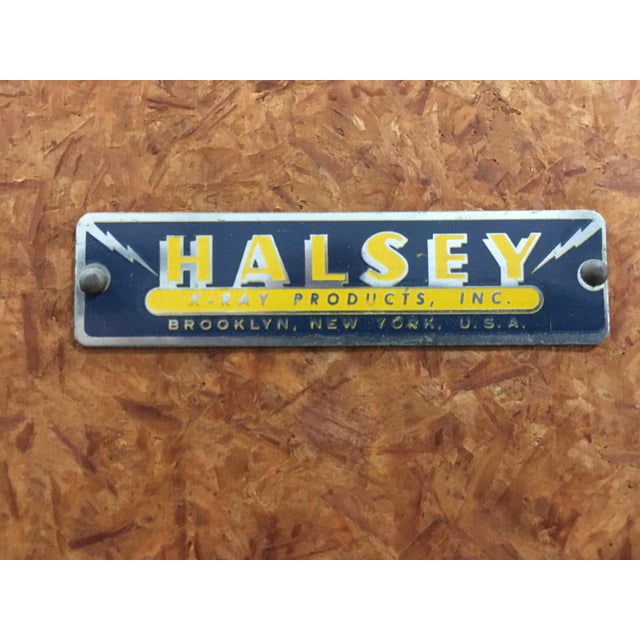 HALSEY
X-RAY PRODUCTS, INC.
BROOKLYN, NEW YORK, U.S.A.